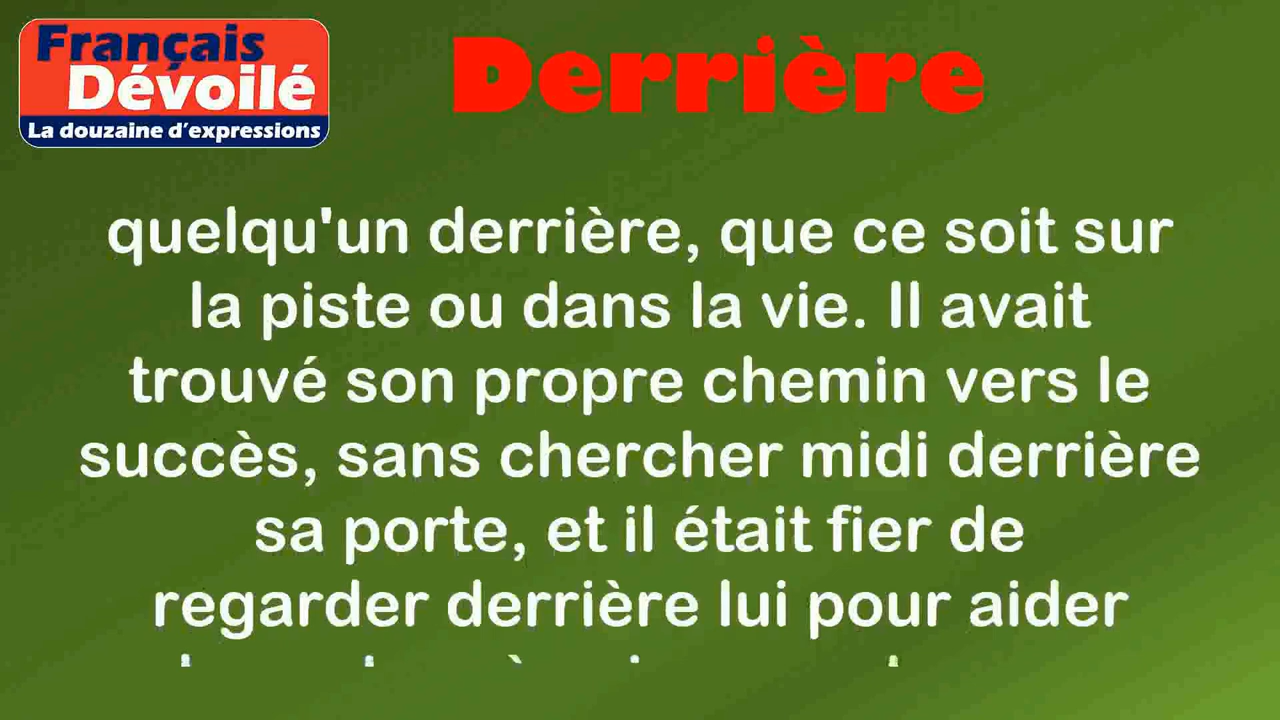 Français
Dévoilé
La douzaine d'expressions
Derrière
quelqu'un derrière, que ce soit sur
la piste ou dans la vie. Il avait
trouvé son propre chemin vers le
succès, sans chercher midi derrière
sa porte, et il était fier de
regarder derrière lui pour aider